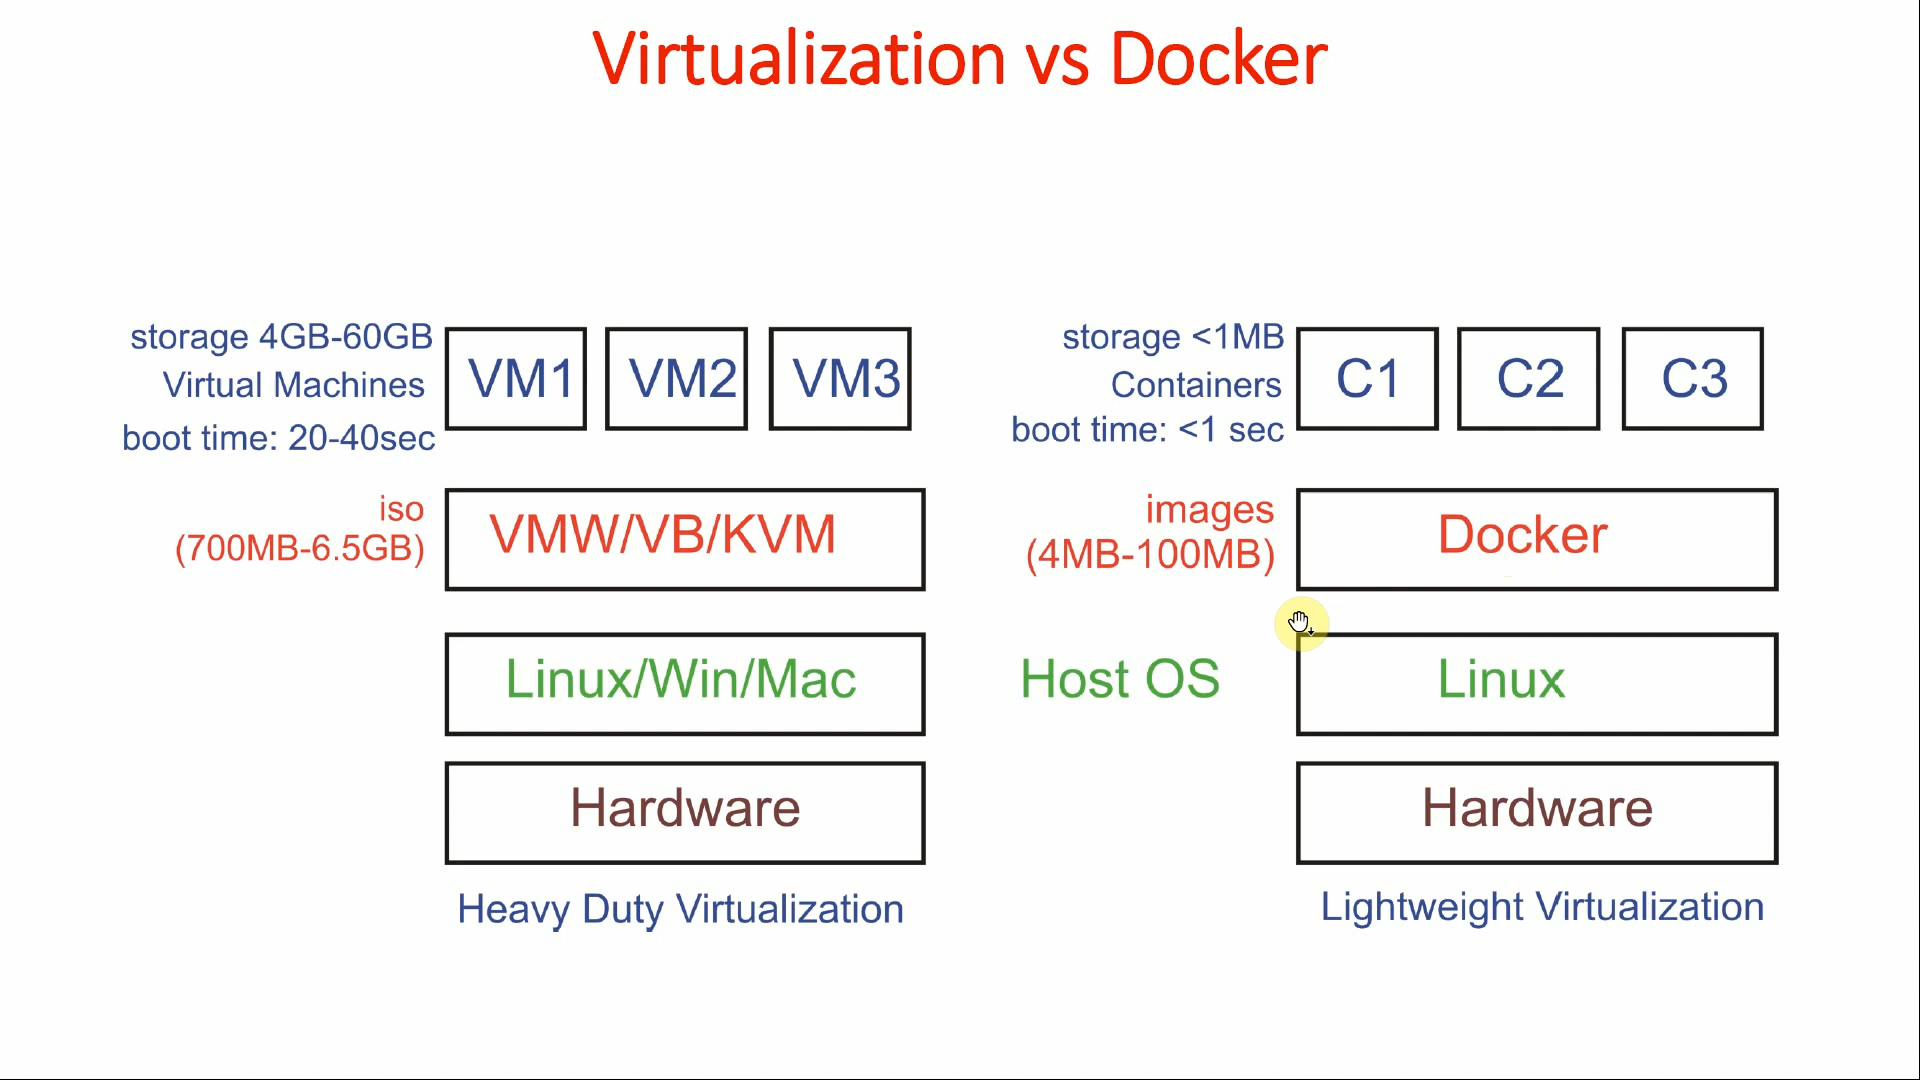 Virtualization vs Docker
storage 4GB-60GB
Virtual Machines
boot time: 20-40sec
VM1 VM2 VM3
iso
(700MB-6.5GB)
VMW/VB/KVM
Linux/Win/Mac
Hardware
Heavy Duty Virtualization
storage <1MB
Containers
boot time: <1 sec
C1 C2 C3
images
(4MB-100MB)
Docker
Host OS
Linux
Hardware
Lightweight Virtualization